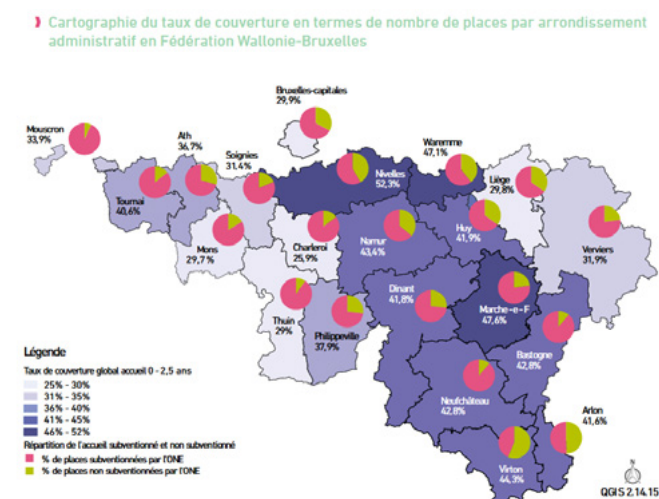 Cartographie du taux de couverture en termes de nombre de places par arrondissement
administratif en Fédération Wallonie-Bruxelles
Bruxelles-capitales
29,9%
Mouscron
33,9%
Ath
36,7%
Soignies
31,4%
Waremme
47,1%
Nivelles
52,3%
Liège
29,8%
Tournai
40,6%
Huy
41,9%
Verviers
31,9%
Mons
29,7%
Charleroi
25,9%
Namur
43,4%
Dinant
41,8%
Marche-e-F
47,6%
Thuin
29%
Philippeville
37,9%
Bastogne
42,8%
Neufchâteau
42,8%
Arlon
41,6%
Virton
44,3%
Légende
Taux de couverture global accueil 0 - 2,5 ans
25% - 30%
31% - 35%
36% - 40%
41% - 45%
46% - 52%
Répartition de l'accueil subventionné et non subventionné
% de places subventionnées par l'ONE
% de places non subventionnées par l'ONE
QGIS 2.14.15